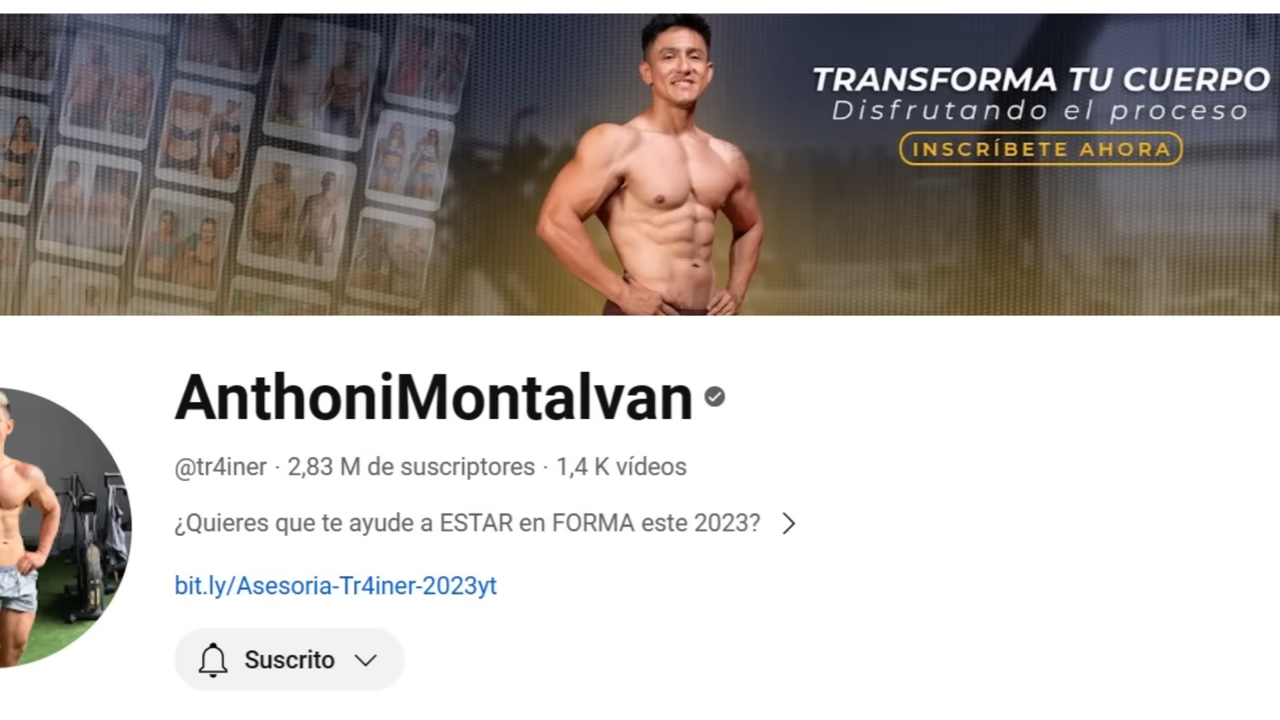 TRANSFORMA TU CUERPO
Disfrutando el proceso
INSCRÍBETE AHORA
AnthoniMontalvan
@tr4iner · 2,83 M de suscriptores · 1,4 K vídeos
¿Quieres que te ayude a ESTAR en FORMA este 2023?
bit.ly/Asesoria-Tr4iner-2023yt
Suscrito